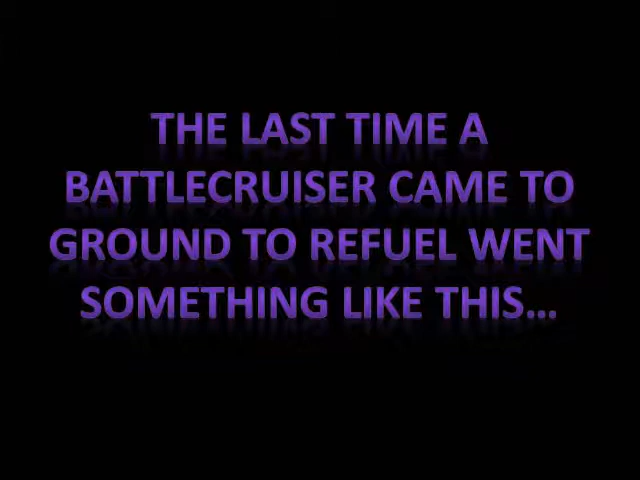 THE LAST TIME A
BATTLECRUISER CAME TO
GROUND TO REFUEL WENT
SOMETHING LIKE THIS...